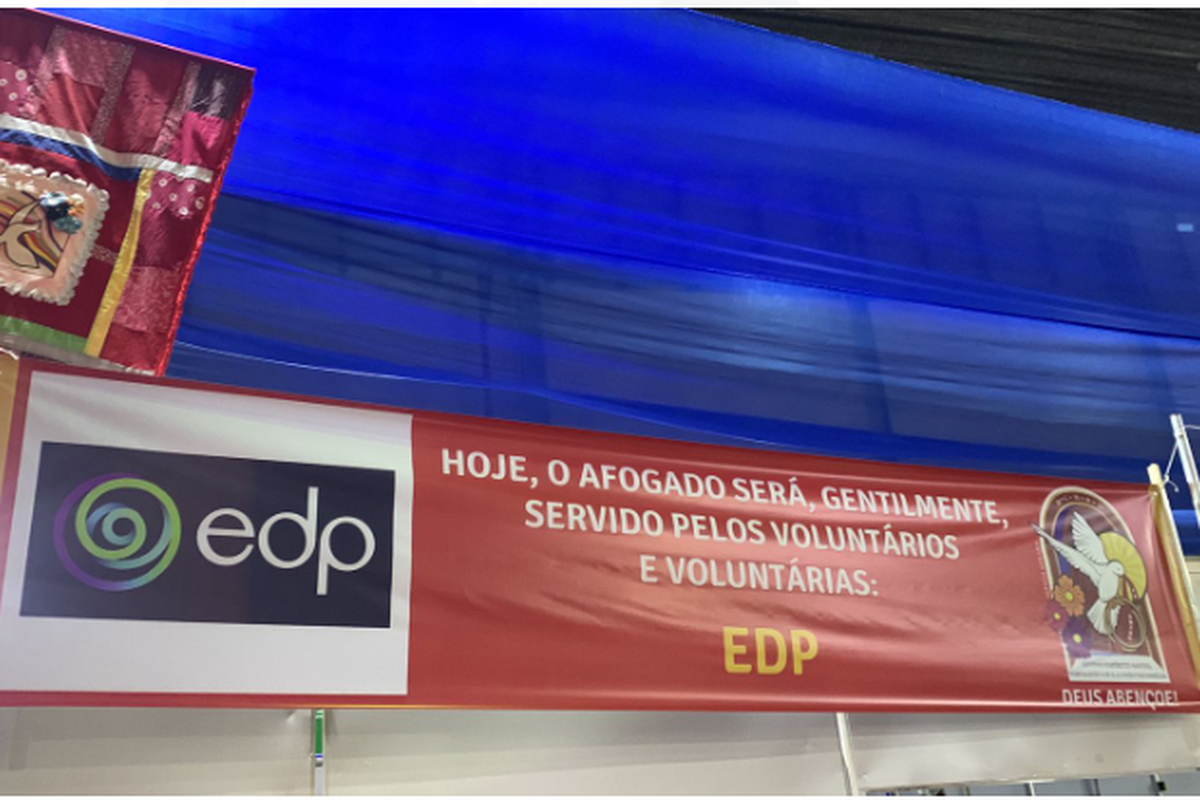 edp
HOJE, O AFOGADO SERÁ, GENTILMENTE,
SERVIDO PELOS VOLUNTÁRIOS
E VOLUNTÁRIAS:
EDP
DEUS ABENÇOE!